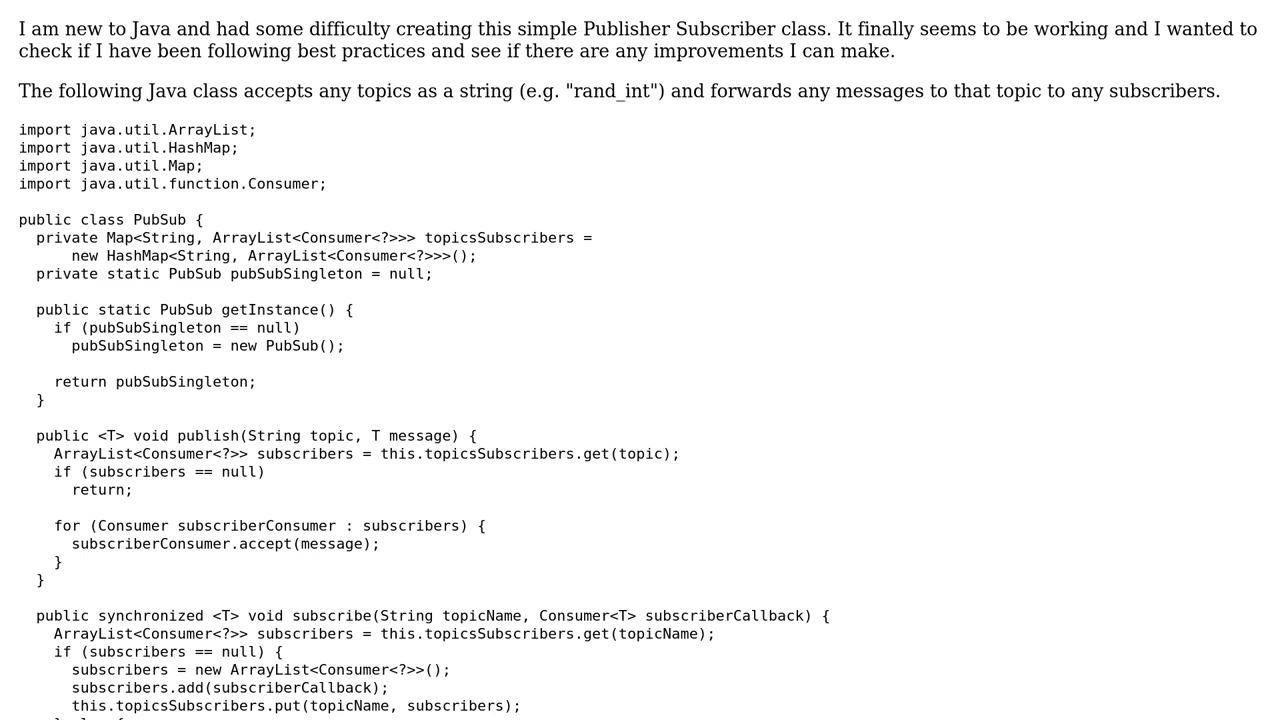 I am new to Java and had some difficulty creating this simple Publisher Subscriber class. It finally seems to be working and I wanted to
check if I have been following best practices and see if there are any improvements I can make.
The following Java class accepts any topics as a string (e.g. "rand_int") and forwards any messages to that topic to any subscribers.
import java.util.ArrayList;
import java.util.HashMap;
import java.util.Map;
import java.util.function.Consumer;

public class PubSub {
  private Map<String, ArrayList<Consumer<?>>> topicsSubscribers =
      new HashMap<String, ArrayList<Consumer<?>>>();
  private static PubSub pubSubSingleton = null;

  public static PubSub getInstance() {
    if (pubSubSingleton == null)
      pubSubSingleton = new PubSub();

    return pubSubSingleton;
  }

  public <T> void publish(String topic, T message) {
    ArrayList<Consumer<?>> subscribers = this.topicsSubscribers.get(topic);
    if (subscribers == null)
      return;

    for (Consumer subscriberConsumer : subscribers) {
      subscriberConsumer.accept(message);
    }
  }

  public synchronized <T> void subscribe(String topicName, Consumer<T> subscriberCallback) {
    ArrayList<Consumer<?>> subscribers = this.topicsSubscribers.get(topicName);
    if (subscribers == null) {
      subscribers = new ArrayList<Consumer<?>>();
      subscribers.add(subscriberCallback);
      this.topicsSubscribers.put(topicName, subscribers);